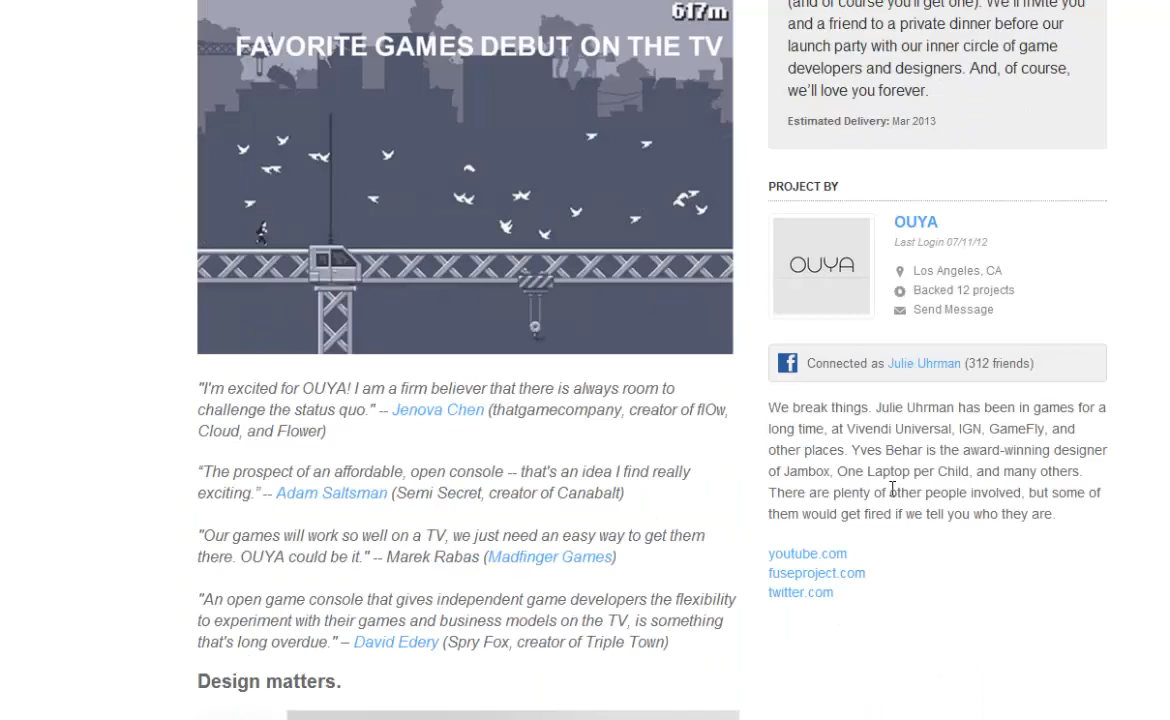 617m
FAVORITE GAMES DEBUT ON THE TV
"I'm excited for OUYA! I am a firm believer that there is always room to
challenge the status quo." -- Jenova Chen (thatgamecompany, creator of flOw,
Cloud, and Flower)
“The prospect of an affordable, open console -- that's an idea I find really
exciting.” -- Adam Saltsman (Semi Secret, creator of Canabalt)
"Our games will work so well on a TV, we just need an easy way to get them
there. OUYA could be it." -- Marek Rabas (Madfinger Games)
"An open game console that gives independent game developers the flexibility
to experiment with their games and business models on the TV, is something
that's long overdue." – David Edery (Spry Fox, creator of Triple Town)
Design matters.
(and of course you'll get one). We'll invite you
and a friend to a private dinner before our
launch party with our inner circle of game
developers and designers. And, of course,
we’ll love you forever.
Estimated Delivery: Mar 2013
PROJECT BY
OUYA
OUYA
Last Login 07/11/12
Los Angeles, CA
Backed 12 projects
Send Message
f Connected as Julie Uhrman (312 friends)
We break things. Julie Uhrman has been in games for a
long time, at Vivendi Universal, IGN, GameFly, and
other places. Yves Behar is the award-winning designer
of Jambox, One Laptop per Child, and many others.
There are plenty of other people involved, but some of
them would get fired if we tell you who they are.
youtube.com
fuseproject.com
twitter.com